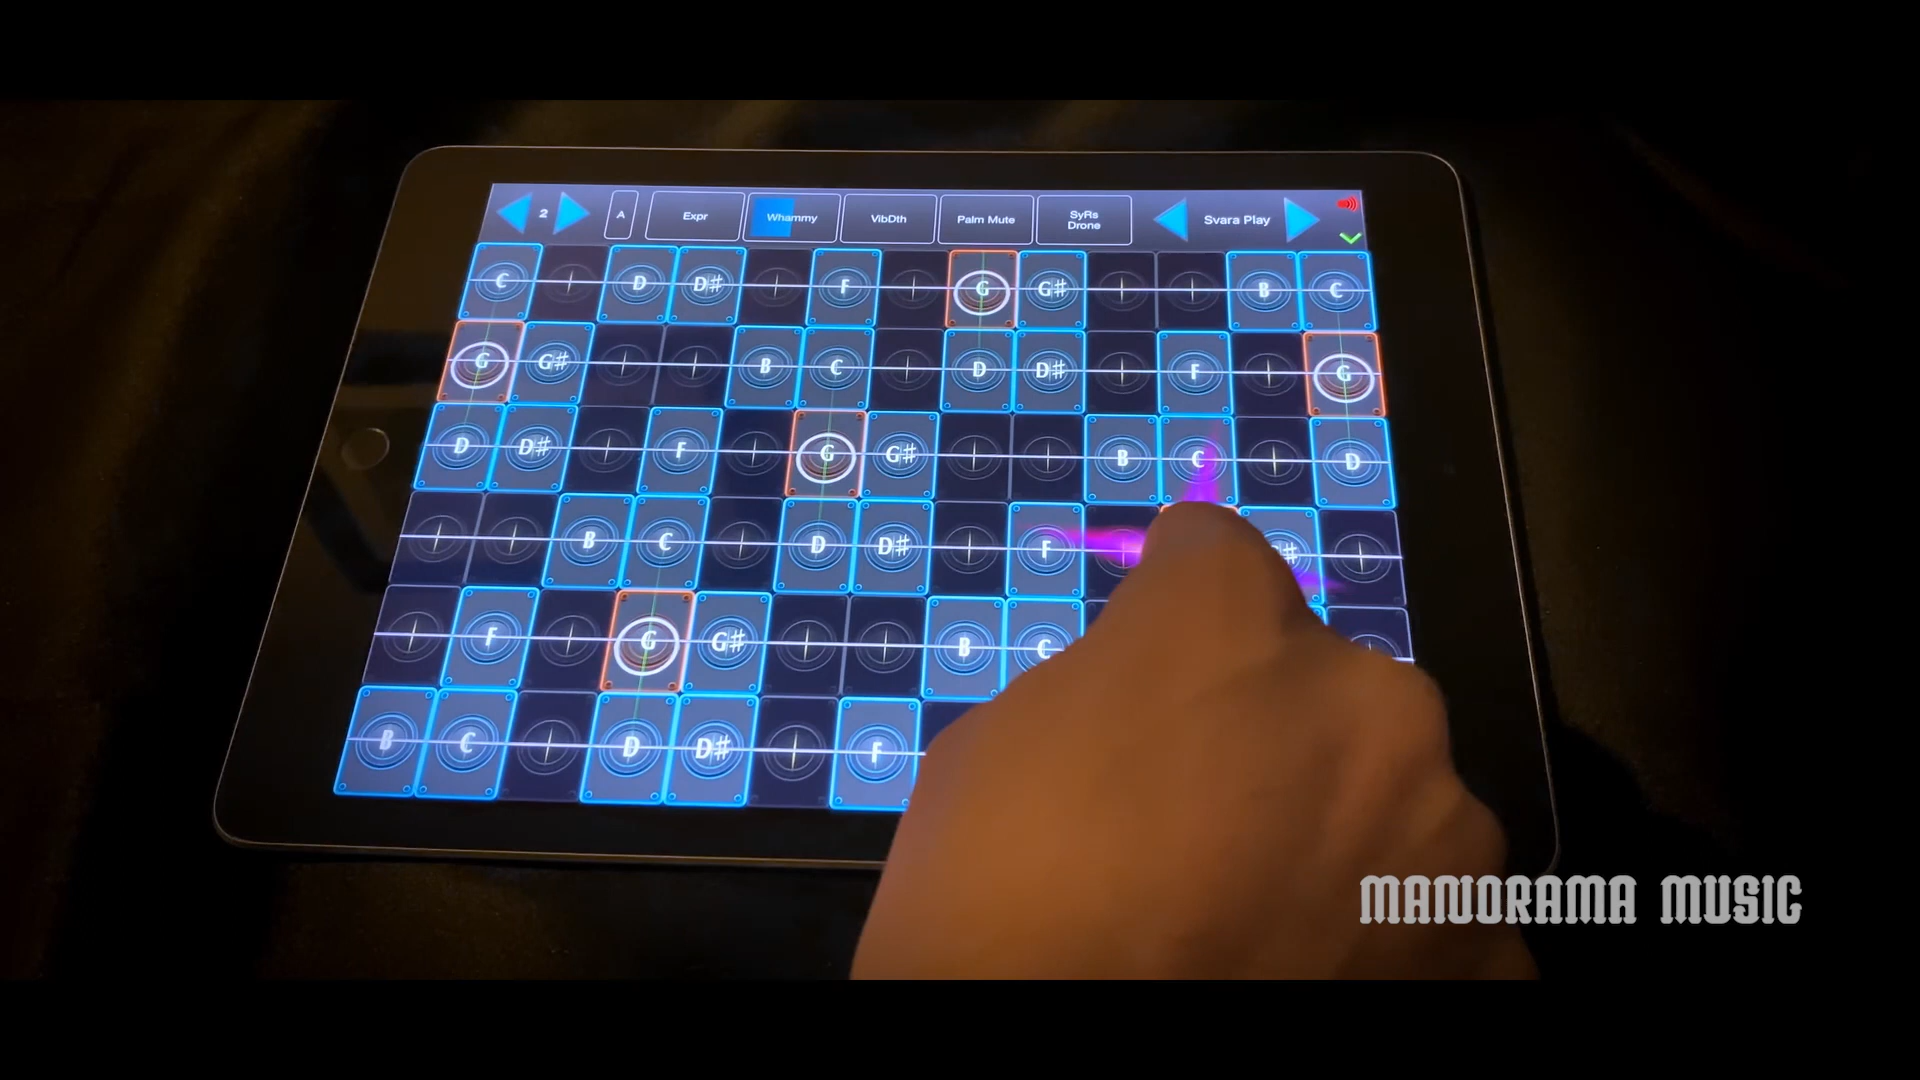 2 A Expr Whammy VibDth Palm Mute SyRs Drone Svara Play
C D D# F G G# B C
G G# B C D D# F G
D D# F G G# B C D
B C D D# F #
F G G# B C
B C D D# F
MANORAMA MUSIC